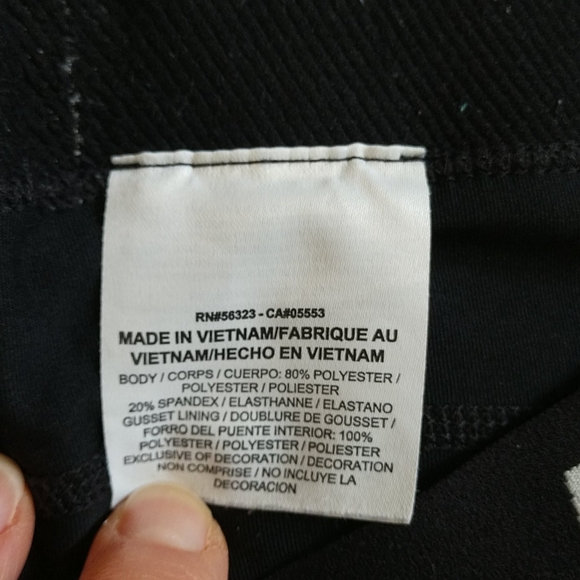 RN#56323 - CA#05553
MADE IN VIETNAM/FABRIQUE AU
VIETNAM/HECHO EN VIETNAM
BODY / CORPS / CUERPO: 80% POLYESTER /
POLYESTER / POLIESTER
20% SPANDEX / ELASTHANNE / ELASTANO
GUSSET LINING / DOUBLURE DE GOUSSET /
FORRO DEL PUENTE INTERIOR: 100%
POLYESTER / POLYESTER / POLIESTER
EXCLUSIVE OF DECORATION / DECORATION
NON COMPRISE / NO INCLUYE LA
DECORACION